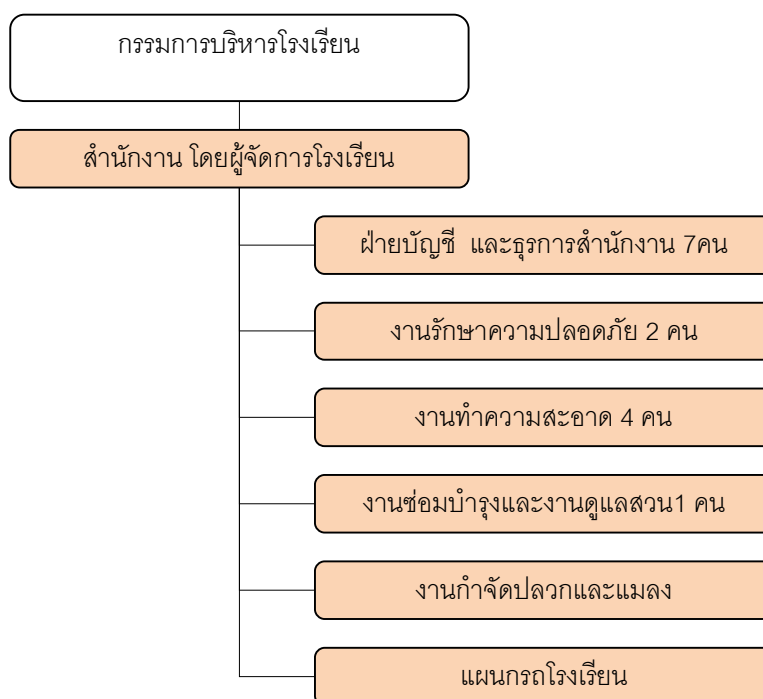 กรรมการบริหารโรงเรียน
สำนักงาน โดยผู้จัดการโรงเรียน
ฝ่ายบัญชี และธุรการสำนักงาน 7คน
งานรักษาความปลอดภัย 2 คน
งานทำความสะอาด 4 คน
งานซ่อมบำรุงและงานดูแลสวน1 คน
งานกำจัดปลวกและแมลง
แผนกรถโรงเรียน